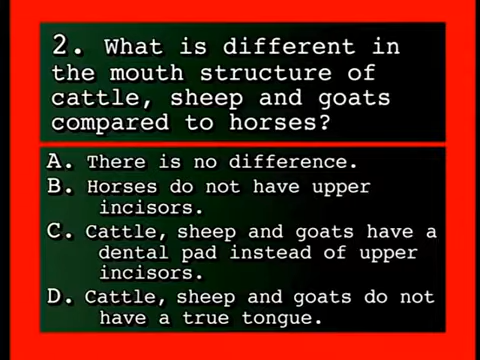 2. What is different in
the mouth structure of
cattle, sheep and goats
compared to horses?
A. There is no difference.
B. Horses do not have upper
incisors.
C. Cattle, sheep and goats have a
dental pad instead of upper
incisors.
D. Cattle, sheep and goats do not
have a true tongue.